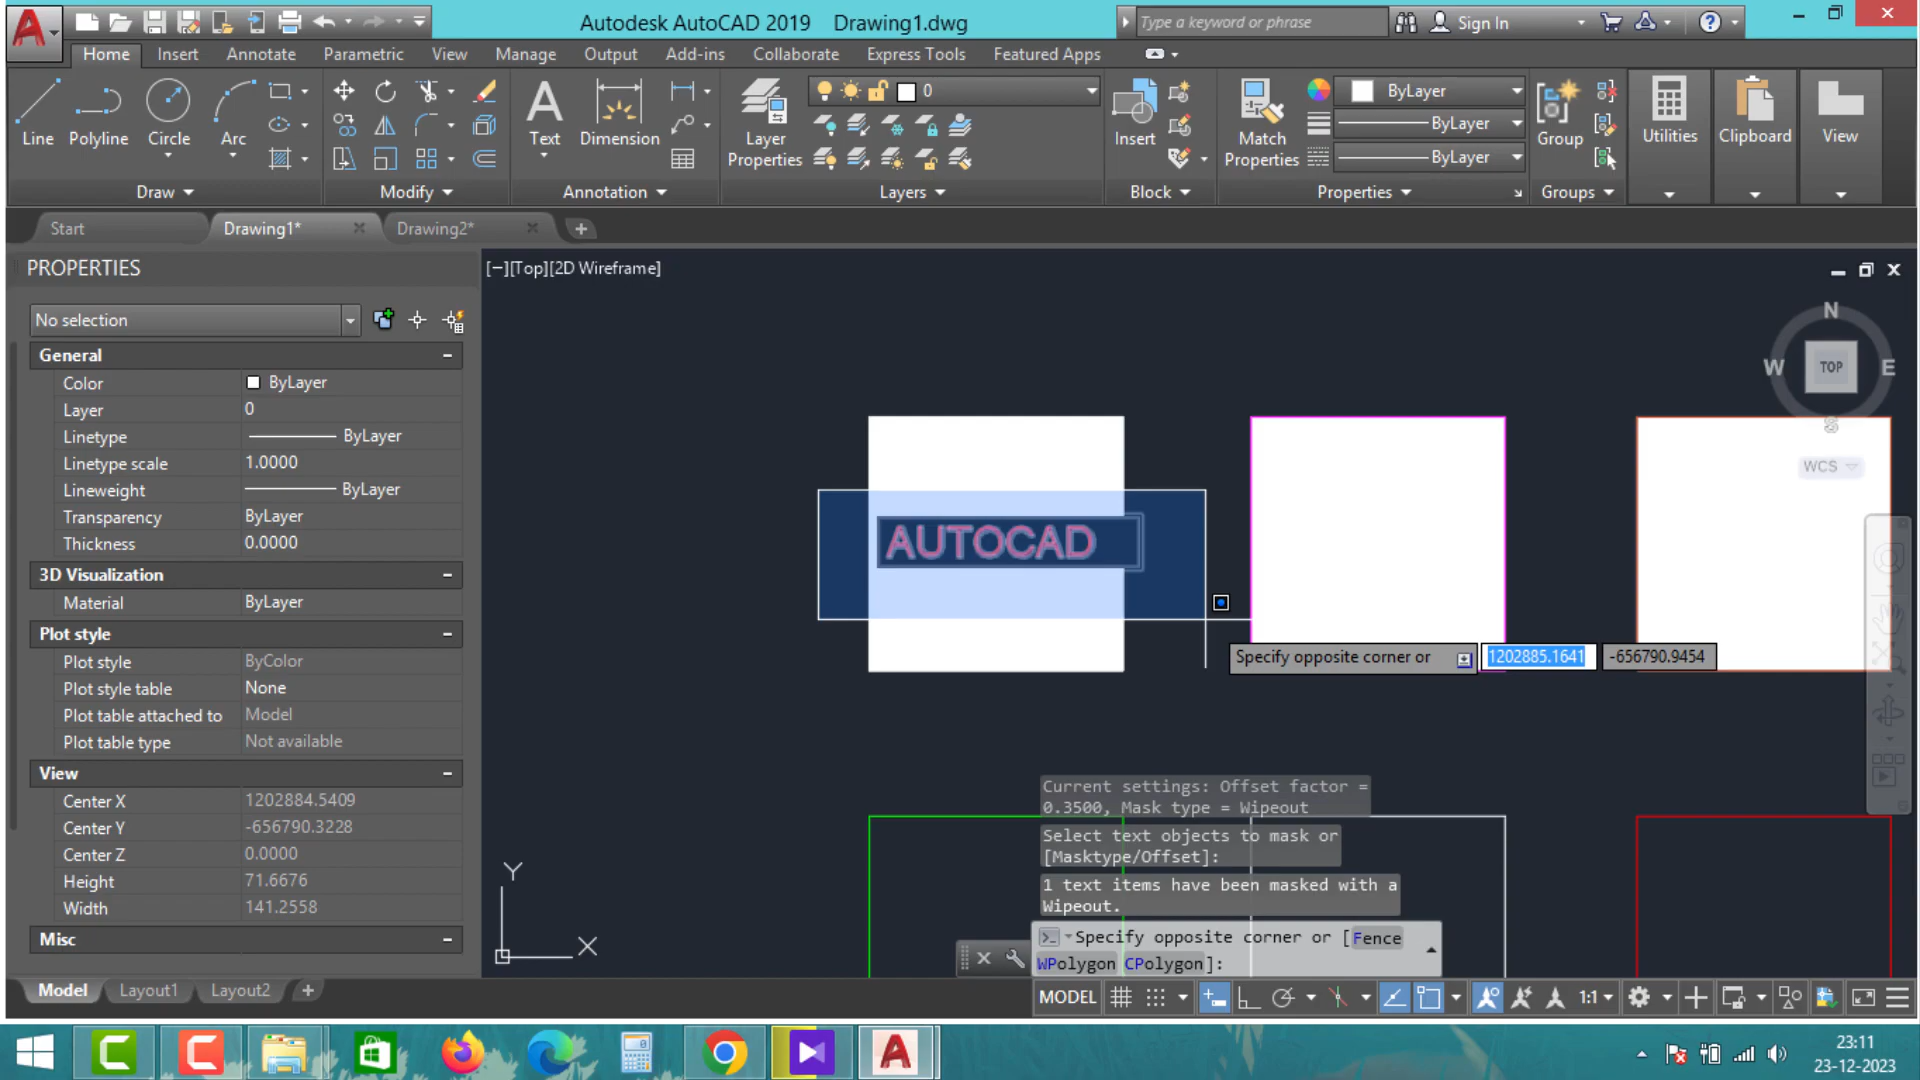 Autodesk AutoCAD 2019 Drawing1.dwg
Type a keyword or phrase
Sign In
Home Insert Annotate Parametric View Manage Output Add-ins Collaborate Express Tools Featured Apps
0
ByLayer
ByLayer
ByLayer
Line Polyline Circle Arc
Text Dimension
Layer
Properties
Insert
Match
Properties
Group Utilities Clipboard View
Draw Modify Annotation Layers Block Properties Groups
Start Drawing1* Drawing2*
PROPERTIES
[−][Top][2D Wireframe]
No selection
General
Color ByLayer
Layer 0
Linetype ByLayer
Linetype scale 1.0000
Lineweight ByLayer
Transparency ByLayer
Thickness 0.0000
3D Visualization
Material ByLayer
Plot style
Plot style ByColor
Plot style table None
Plot table attached to Model
Plot table type Not available
View
Center X 1202884.5409
Center Y -656790.3228
Center Z 0.0000
Height 71.6676
Width 141.2558
Misc
N
W TOP E
S
WCS
AUTOCAD
Specify opposite corner or 1202885.1641 -656790.9454
Current settings: Offset factor =
0.3500, Mask type = Wipeout
Select text objects to mask or
[Masktype/Offset]:
1 text items have been masked with a
Wipeout.
Specify opposite corner or [Fence
WPolygon CPolygon]:
Y
X
Model Layout1 Layout2
MODEL 1:1
23:11
23-12-2023